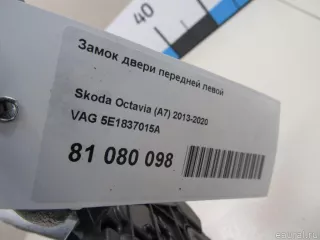 40
Замок двери передней левой
Skoda Octavia (A7) 2013-2020
VAG 5E1837015A
81 080 098